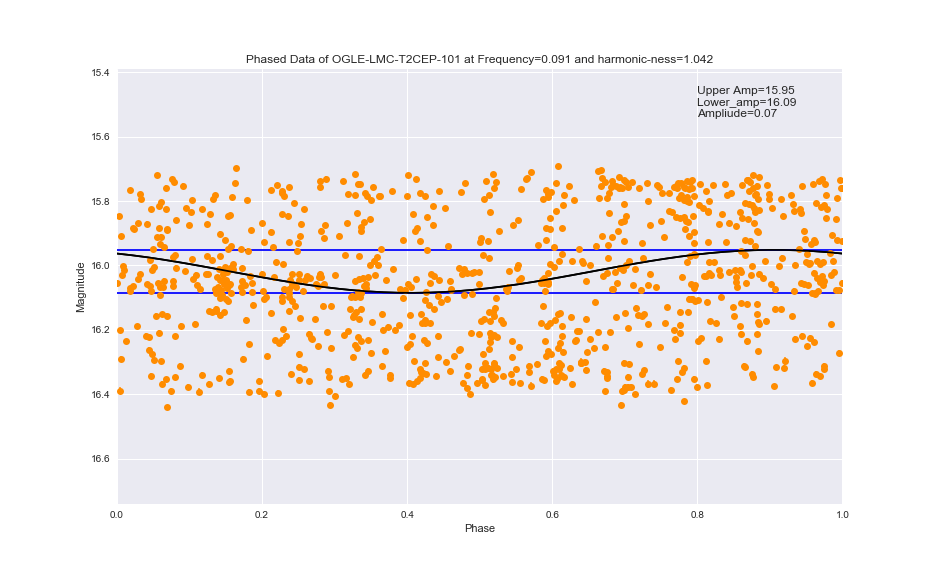 Phased Data of OGLE-LMC-T2CEP-101 at Frequency=0.091 and harmonic-ness=1.042
15.4
Upper Amp=15.95
Lower_amp=16.09
Ampliude=0.07
15.6
15.8
16.0
Magnitude
16.2
16.4
16.6
0.0 0.2 0.4 0.6 0.8 1.0
Phase